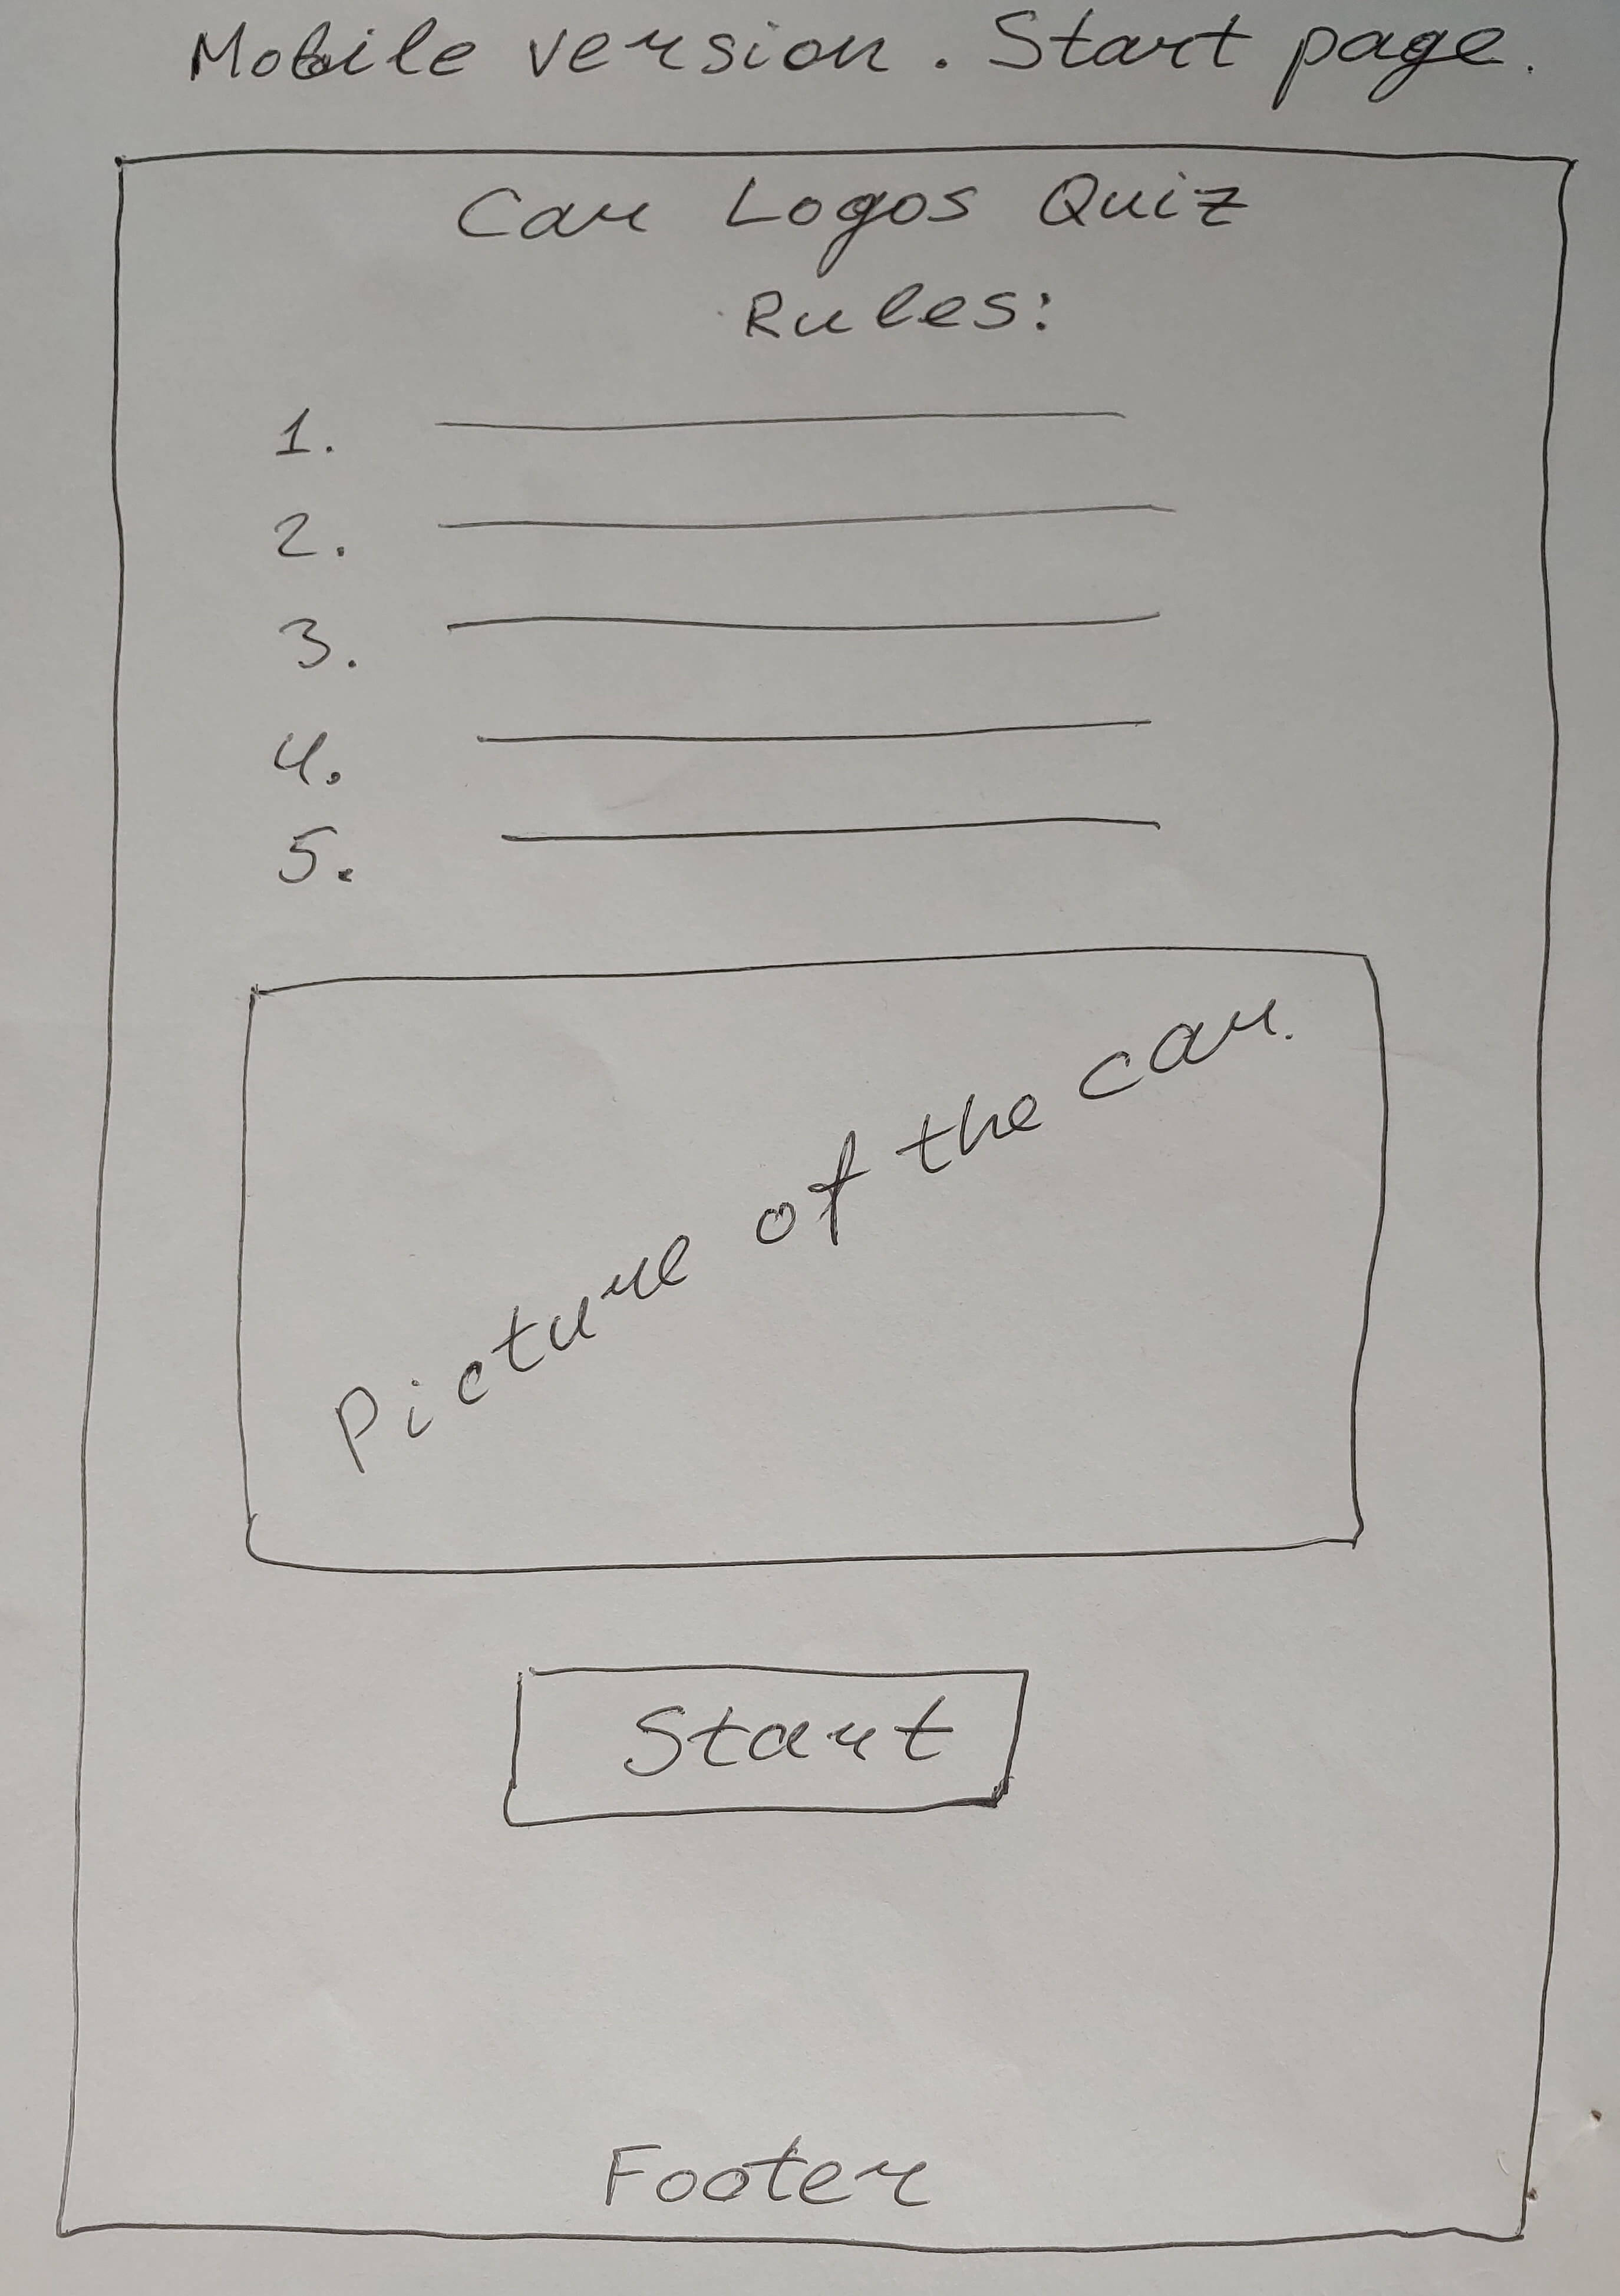 Mobile version. Start page.
Car Logos Quiz
Rules:
1.
2.
3.
4.
5.
Picture of the car.
Start
Footer